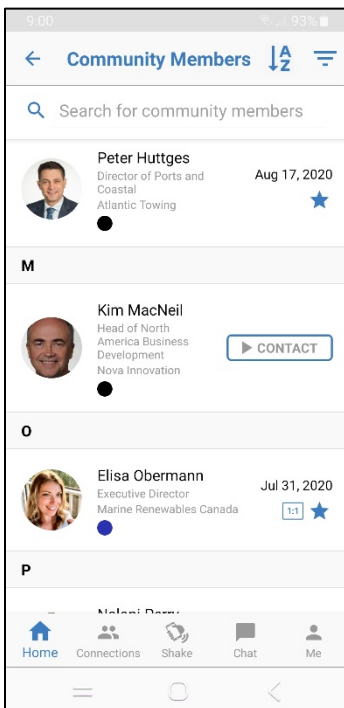 9:00
93%
Community Members
A
Z
Search for community members
Peter Huttges
Director of Ports and
Coastal
Atlantic Towing
Aug 17, 2020
M
Kim MacNeil
Head of North
America Business
Development
Nova Innovation
CONTACT
O
Elisa Obermann
Executive Director
Marine Renewables Canada
Jul 31, 2020
1:1
P
Home
Connections
Shake
Chat
Me